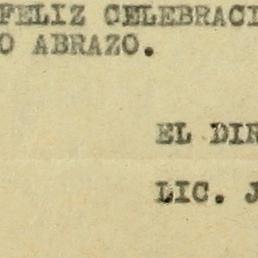 FELIZ CELEBRACI
O ABRAZO.
EL DIR
LIC. J